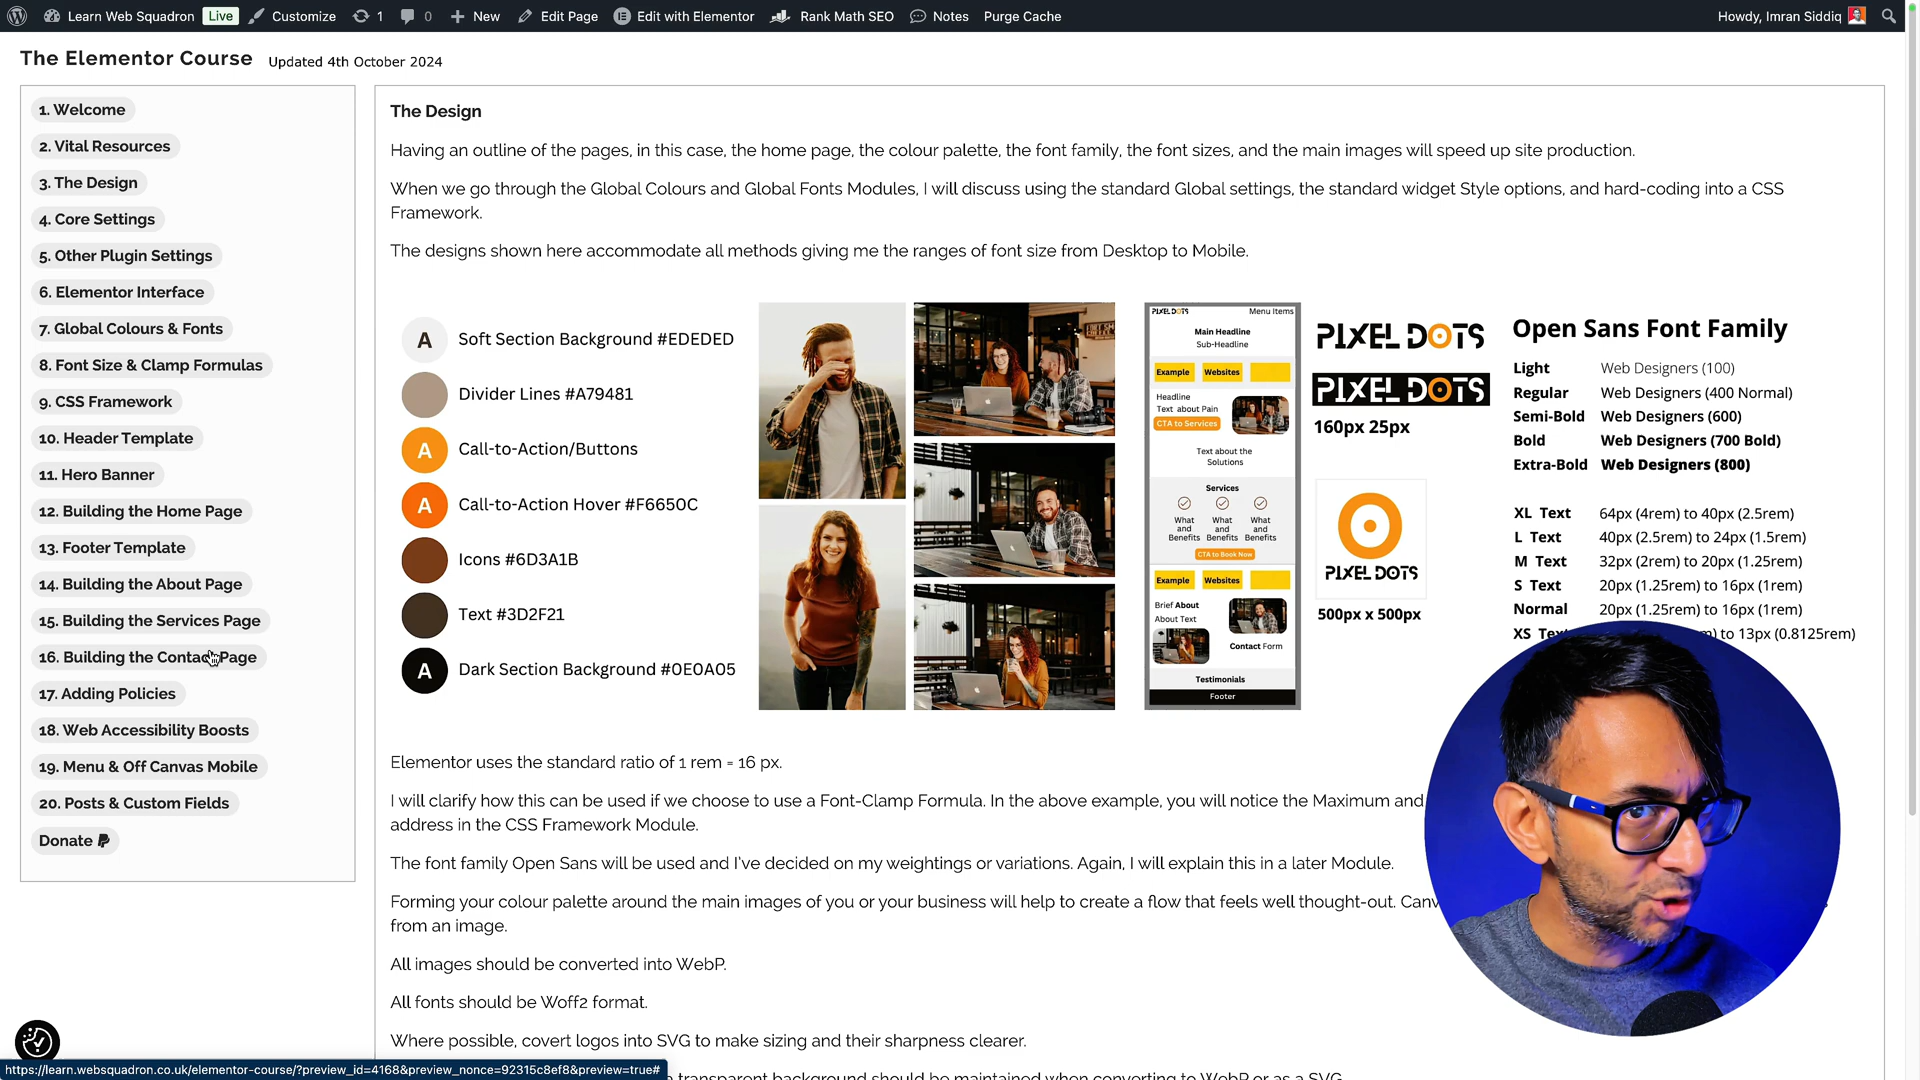 Learn Web Squadron Live Customize 1 0 New Edit Page Edit with Elementor Rank Math SEO Notes Purge Cache Howdy, Imran Siddiq
The Elementor Course Updated 4th October 2024
1. Welcome
2. Vital Resources
3. The Design
4. Core Settings
5. Other Plugin Settings
6. Elementor Interface
7. Global Colours & Fonts
8. Font Size & Clamp Formulas
9. CSS Framework
10. Header Template
11. Hero Banner
12. Building the Home Page
13. Footer Template
14. Building the About Page
15. Building the Services Page
16. Building the Contact Page
17. Adding Policies
18. Web Accessibility Boosts
19. Menu & Off Canvas Mobile
20. Posts & Custom Fields
Donate
The Design
Having an outline of the pages, in this case, the home page, the colour palette, the font family, the font sizes, and the main images will speed up site production.
When we go through the Global Colours and Global Fonts Modules, I will discuss using the standard Global settings, the standard widget Style options, and hard-coding into a CSS
Framework.
The designs shown here accommodate all methods giving me the ranges of font size from Desktop to Mobile.
A Soft Section Background #EDEDED
Divider Lines #A79481
A Call-to-Action/Buttons
A Call-to-Action Hover #F6650C
Icons #6D3A1B
Text #3D2F21
A Dark Section Background #0E0A05
PIXEL DOTS Menu Items
Main Headline
Sub-Headline
Example Websites
Headline
Text about Pain
CTA to Services
Text about the
Solutions
Services
What What What
and and and
Benefits Benefits Benefits
CTA to Book Now
Example Websites
Brief About
About Text
Contact Form
Testimonials
Footer
PIXEL DOTS
PIXEL DOTS
160px 25px
PIXEL DOTS
500px x 500px
Open Sans Font Family
Light Web Designers (100)
Regular Web Designers (400 Normal)
Semi-Bold Web Designers (600)
Bold Web Designers (700 Bold)
Extra-Bold Web Designers (800)
XL Text 64px (4rem) to 40px (2.5rem)
L Text 40px (2.5rem) to 24px (1.5rem)
M Text 32px (2rem) to 20px (1.25rem)
S Text 20px (1.25rem) to 16px (1rem)
Normal 20px (1.25rem) to 16px (1rem)
XS to 13px (0.8125rem)
Elementor uses the standard ratio of 1 rem = 16 px.
I will clarify how this can be used if we choose to use a Font-Clamp Formula. In the above example, you will notice the Maximum and
address in the CSS Framework Module.
The font family Open Sans will be used and I've decided on my weightings or variations. Again, I will explain this in a later Module.
Forming your colour palette around the main images of you or your business will help to create a flow that feels well thought-out.
from an image.
All images should be converted into WebP.
All fonts should be Woff2 format.
Where possible, covert logos into SVG to make sizing and their sharpness clearer.
transparent background should be maintained when converting to WebP or as a SVG.
https://learn.websquadron.co.uk/elementor-course/?preview_id=4168&preview_nonce=92315c8ef8&preview=true#